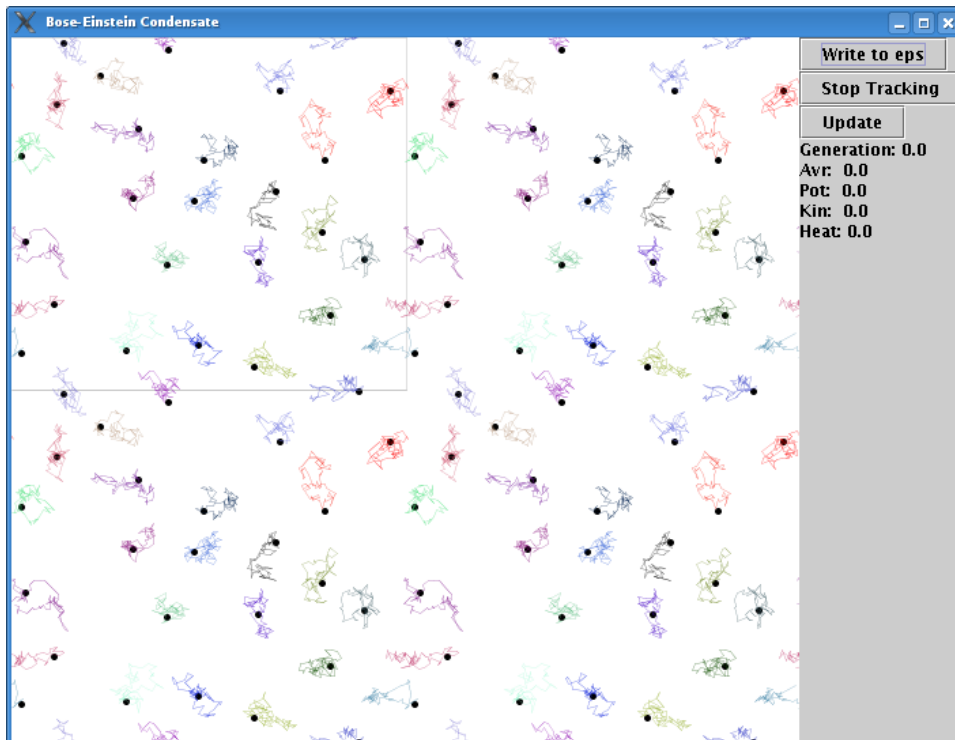 Bose-Einstein Condensate
Write to eps
Stop Tracking
Update
Generation: 0.0
Avr: 0.0
Pot: 0.0
Kin: 0.0
Heat: 0.0